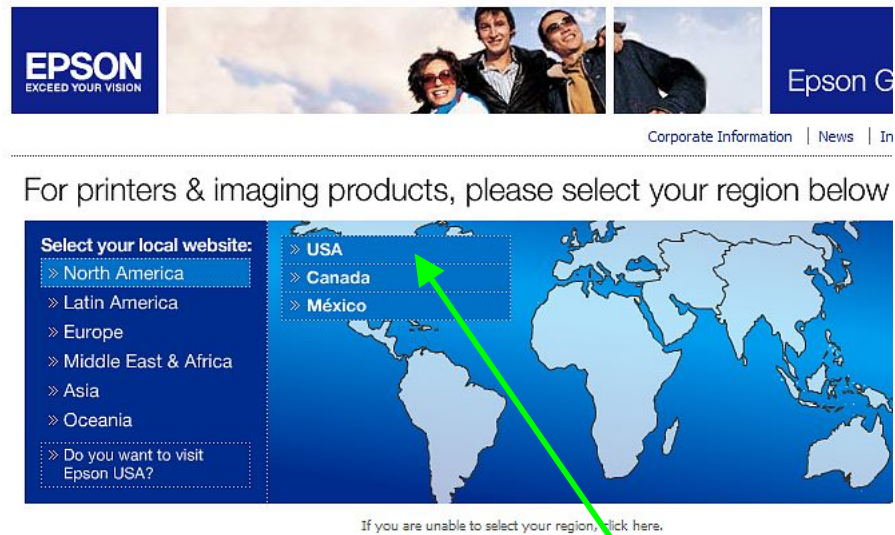 EPSON
EXCEED YOUR VISION
Epson G
Corporate Information | News | In
For printers & imaging products, please select your region below
Select your local website:
» North America
» Latin America
» Europe
» Middle East & Africa
» Asia
» Oceania
» Do you want to visit
Epson USA?
» USA
» Canada
» México
If you are unable to select your region, click here.